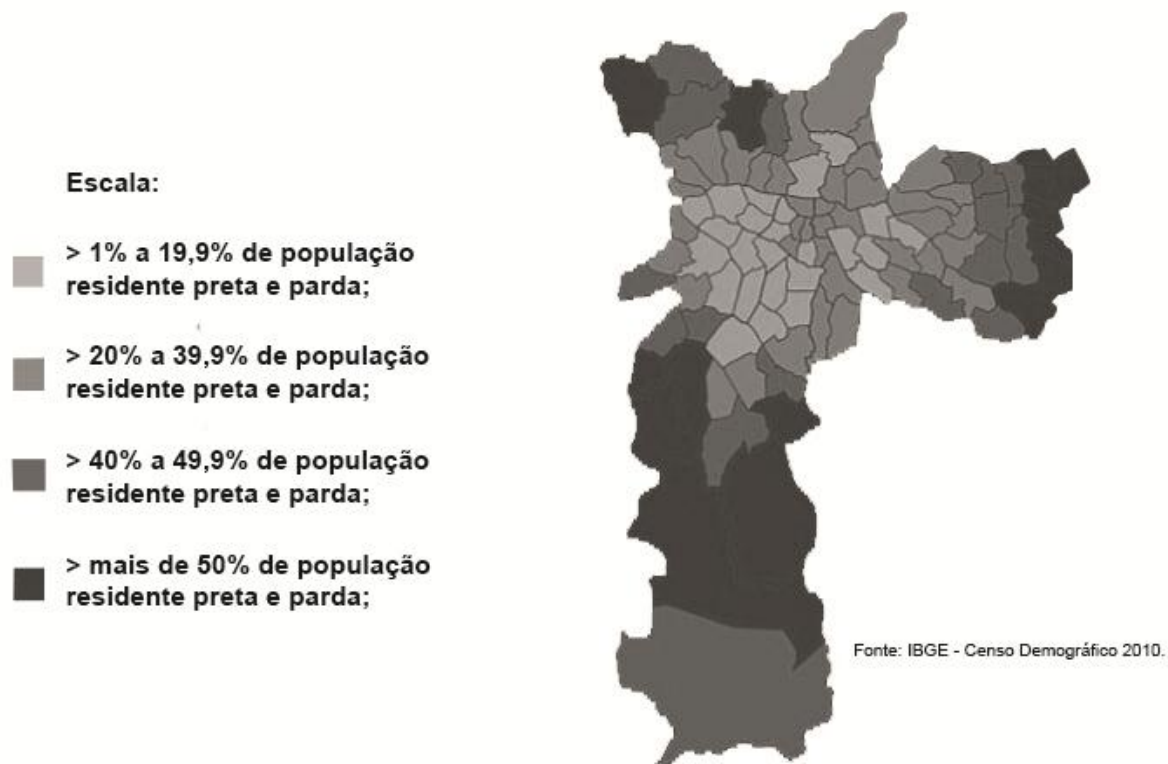 Escala:
> 1% a 19,9% de população
residente preta e parda;
> 20% a 39,9% de população
residente preta e parda;
> 40% a 49,9% de população
residente preta e parda;
> mais de 50% de população
residente preta e parda;
Fonte: IBGE - Censo Demográfico 2010.